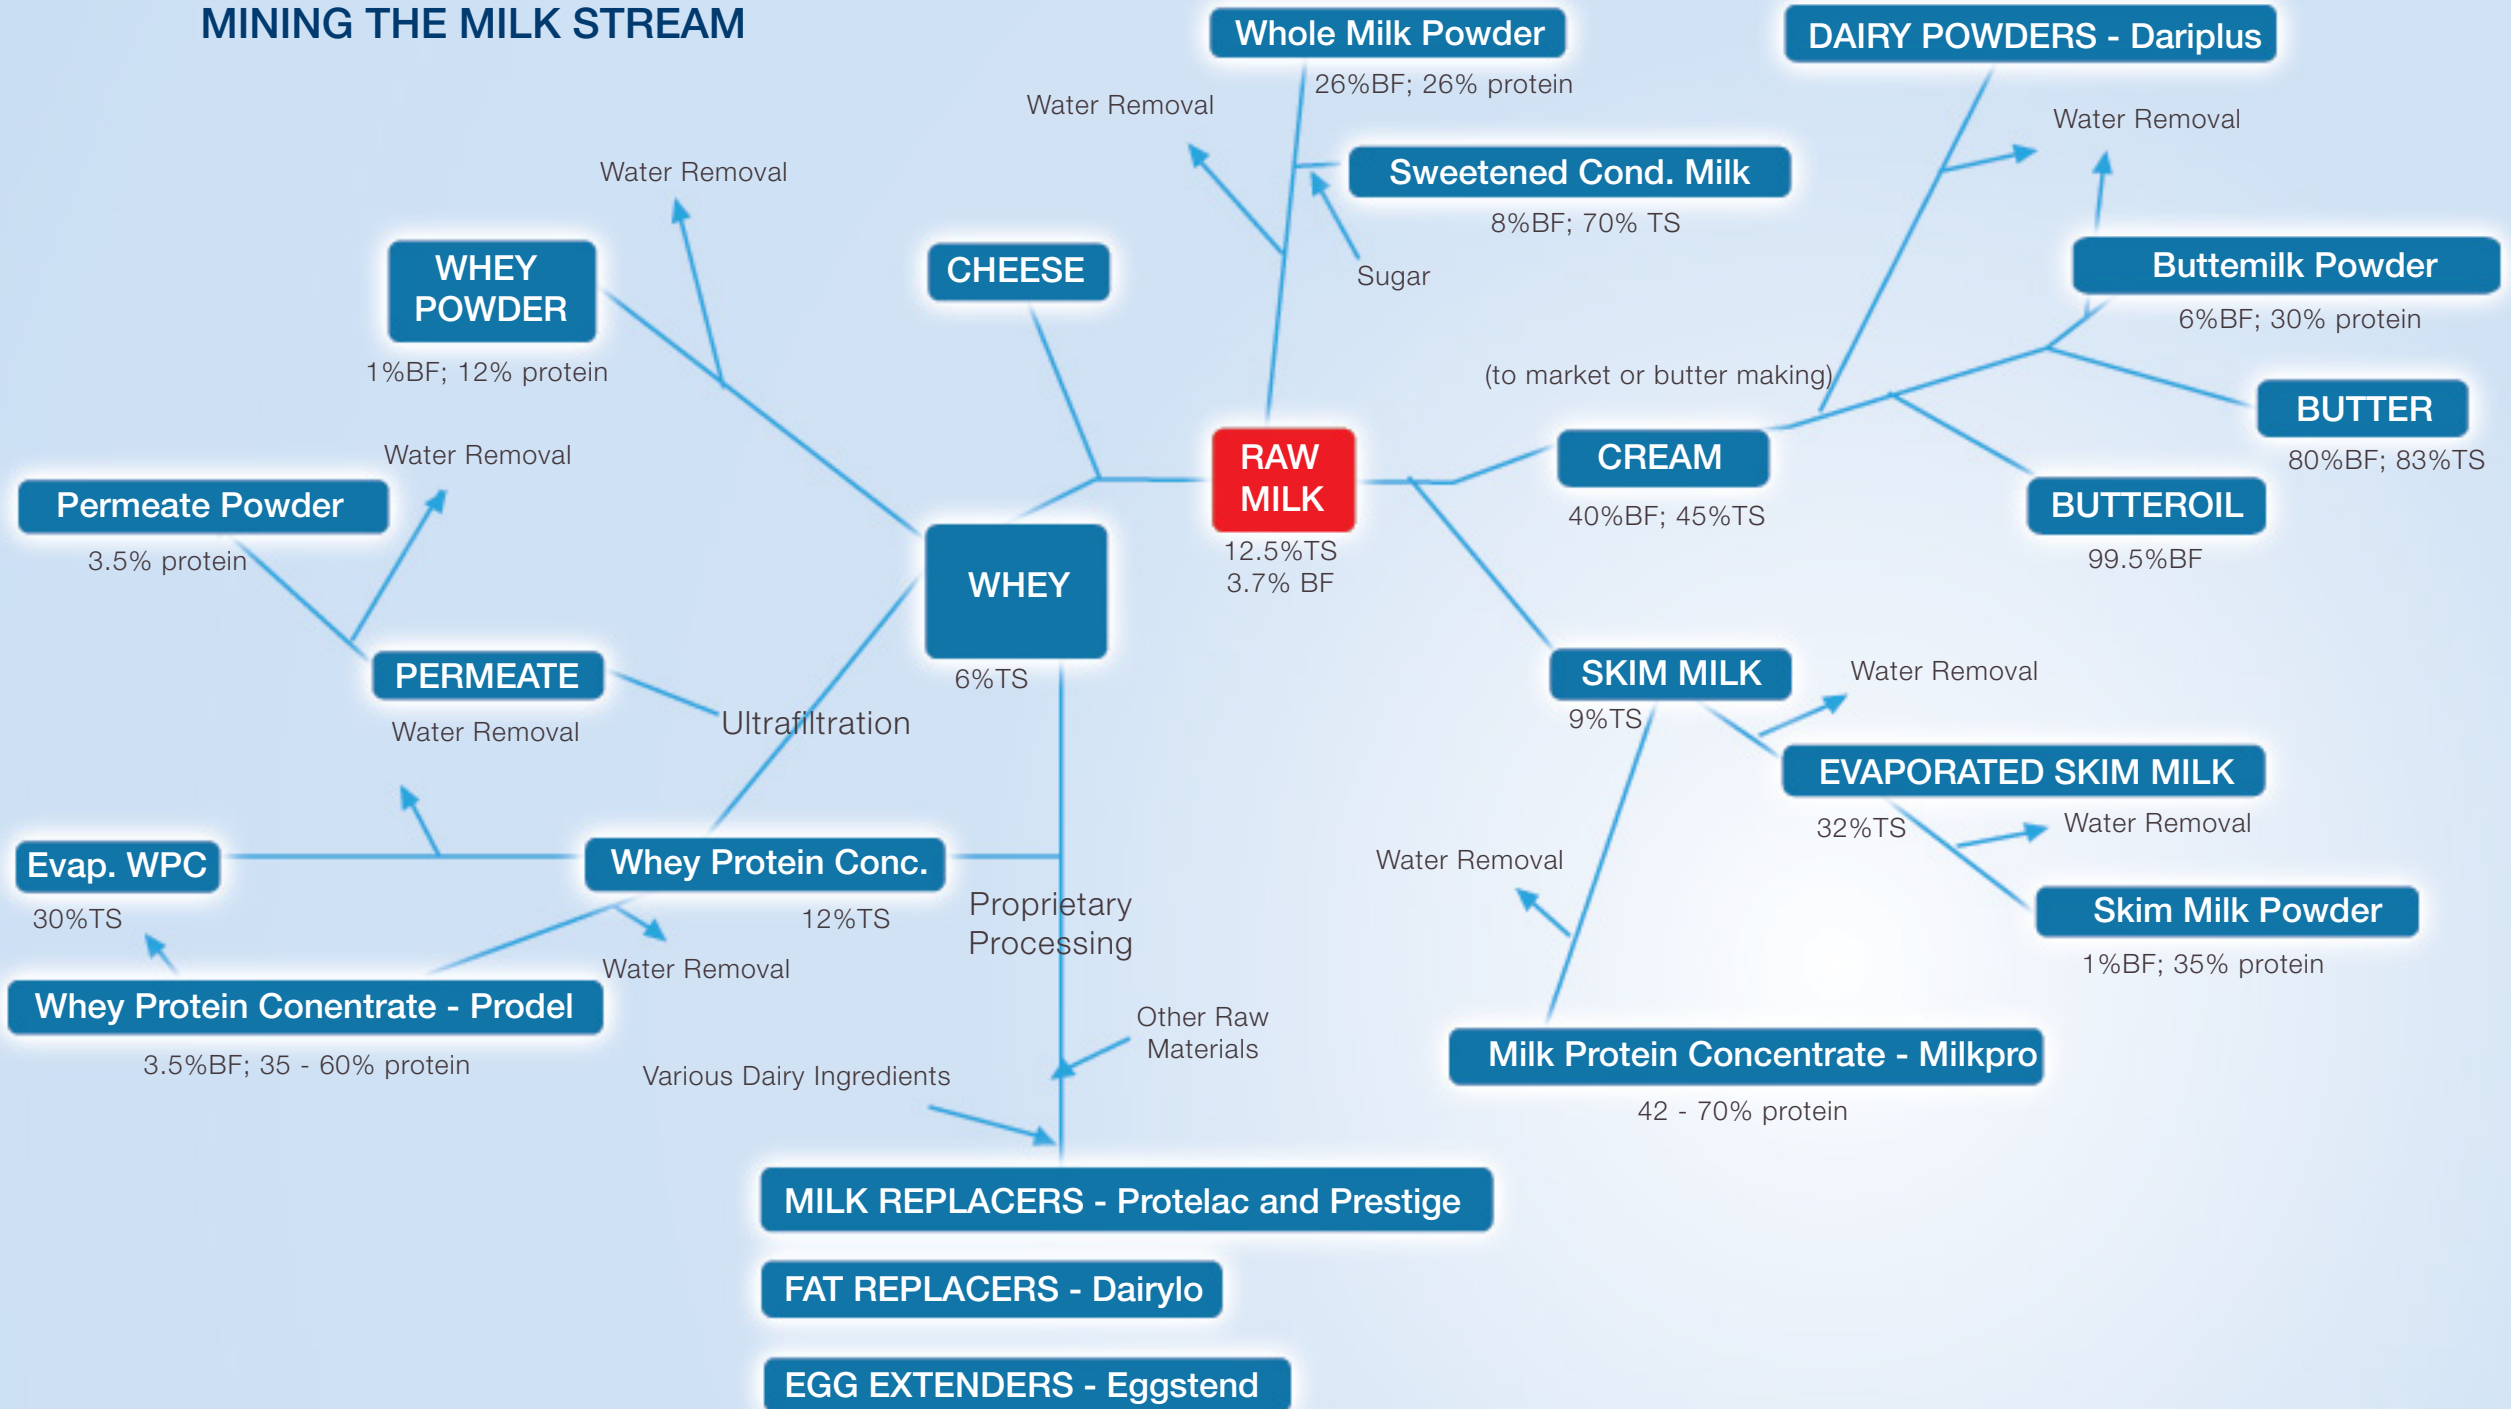 MINING THE MILK STREAM
Whole Milk Powder
26%BF; 26% protein
DAIRY POWDERS - Dariplus
Water Removal
Water Removal
Sweetened Cond. Milk
8%BF; 70% TS
Sugar
Water Removal
WHEY
POWDER
1%BF; 12% protein
CHEESE
Buttemilk Powder
6%BF; 30% protein
(to market or butter making)
BUTTER
80%BF; 83%TS
RAW
MILK
12.5%TS
3.7% BF
CREAM
40%BF; 45%TS
BUTTEROIL
99.5%BF
Water Removal
Permeate Powder
3.5% protein
WHEY
6%TS
PERMEATE
Water Removal
Ultrafiltration
SKIM MILK
9%TS
Water Removal
EVAPORATED SKIM MILK
32%TS
Water Removal
Evap. WPC
30%TS
Whey Protein Conc.
12%TS
Proprietary
Processing
Water Removal
Skim Milk Powder
1%BF; 35% protein
Water Removal
Whey Protein Conentrate - Prodel
3.5%BF; 35 - 60% protein
Other Raw
Materials
Various Dairy Ingredients
Milk Protein Concentrate - Milkpro
42 - 70% protein
MILK REPLACERS - Protelac and Prestige
FAT REPLACERS - Dairylo
EGG EXTENDERS - Eggstend